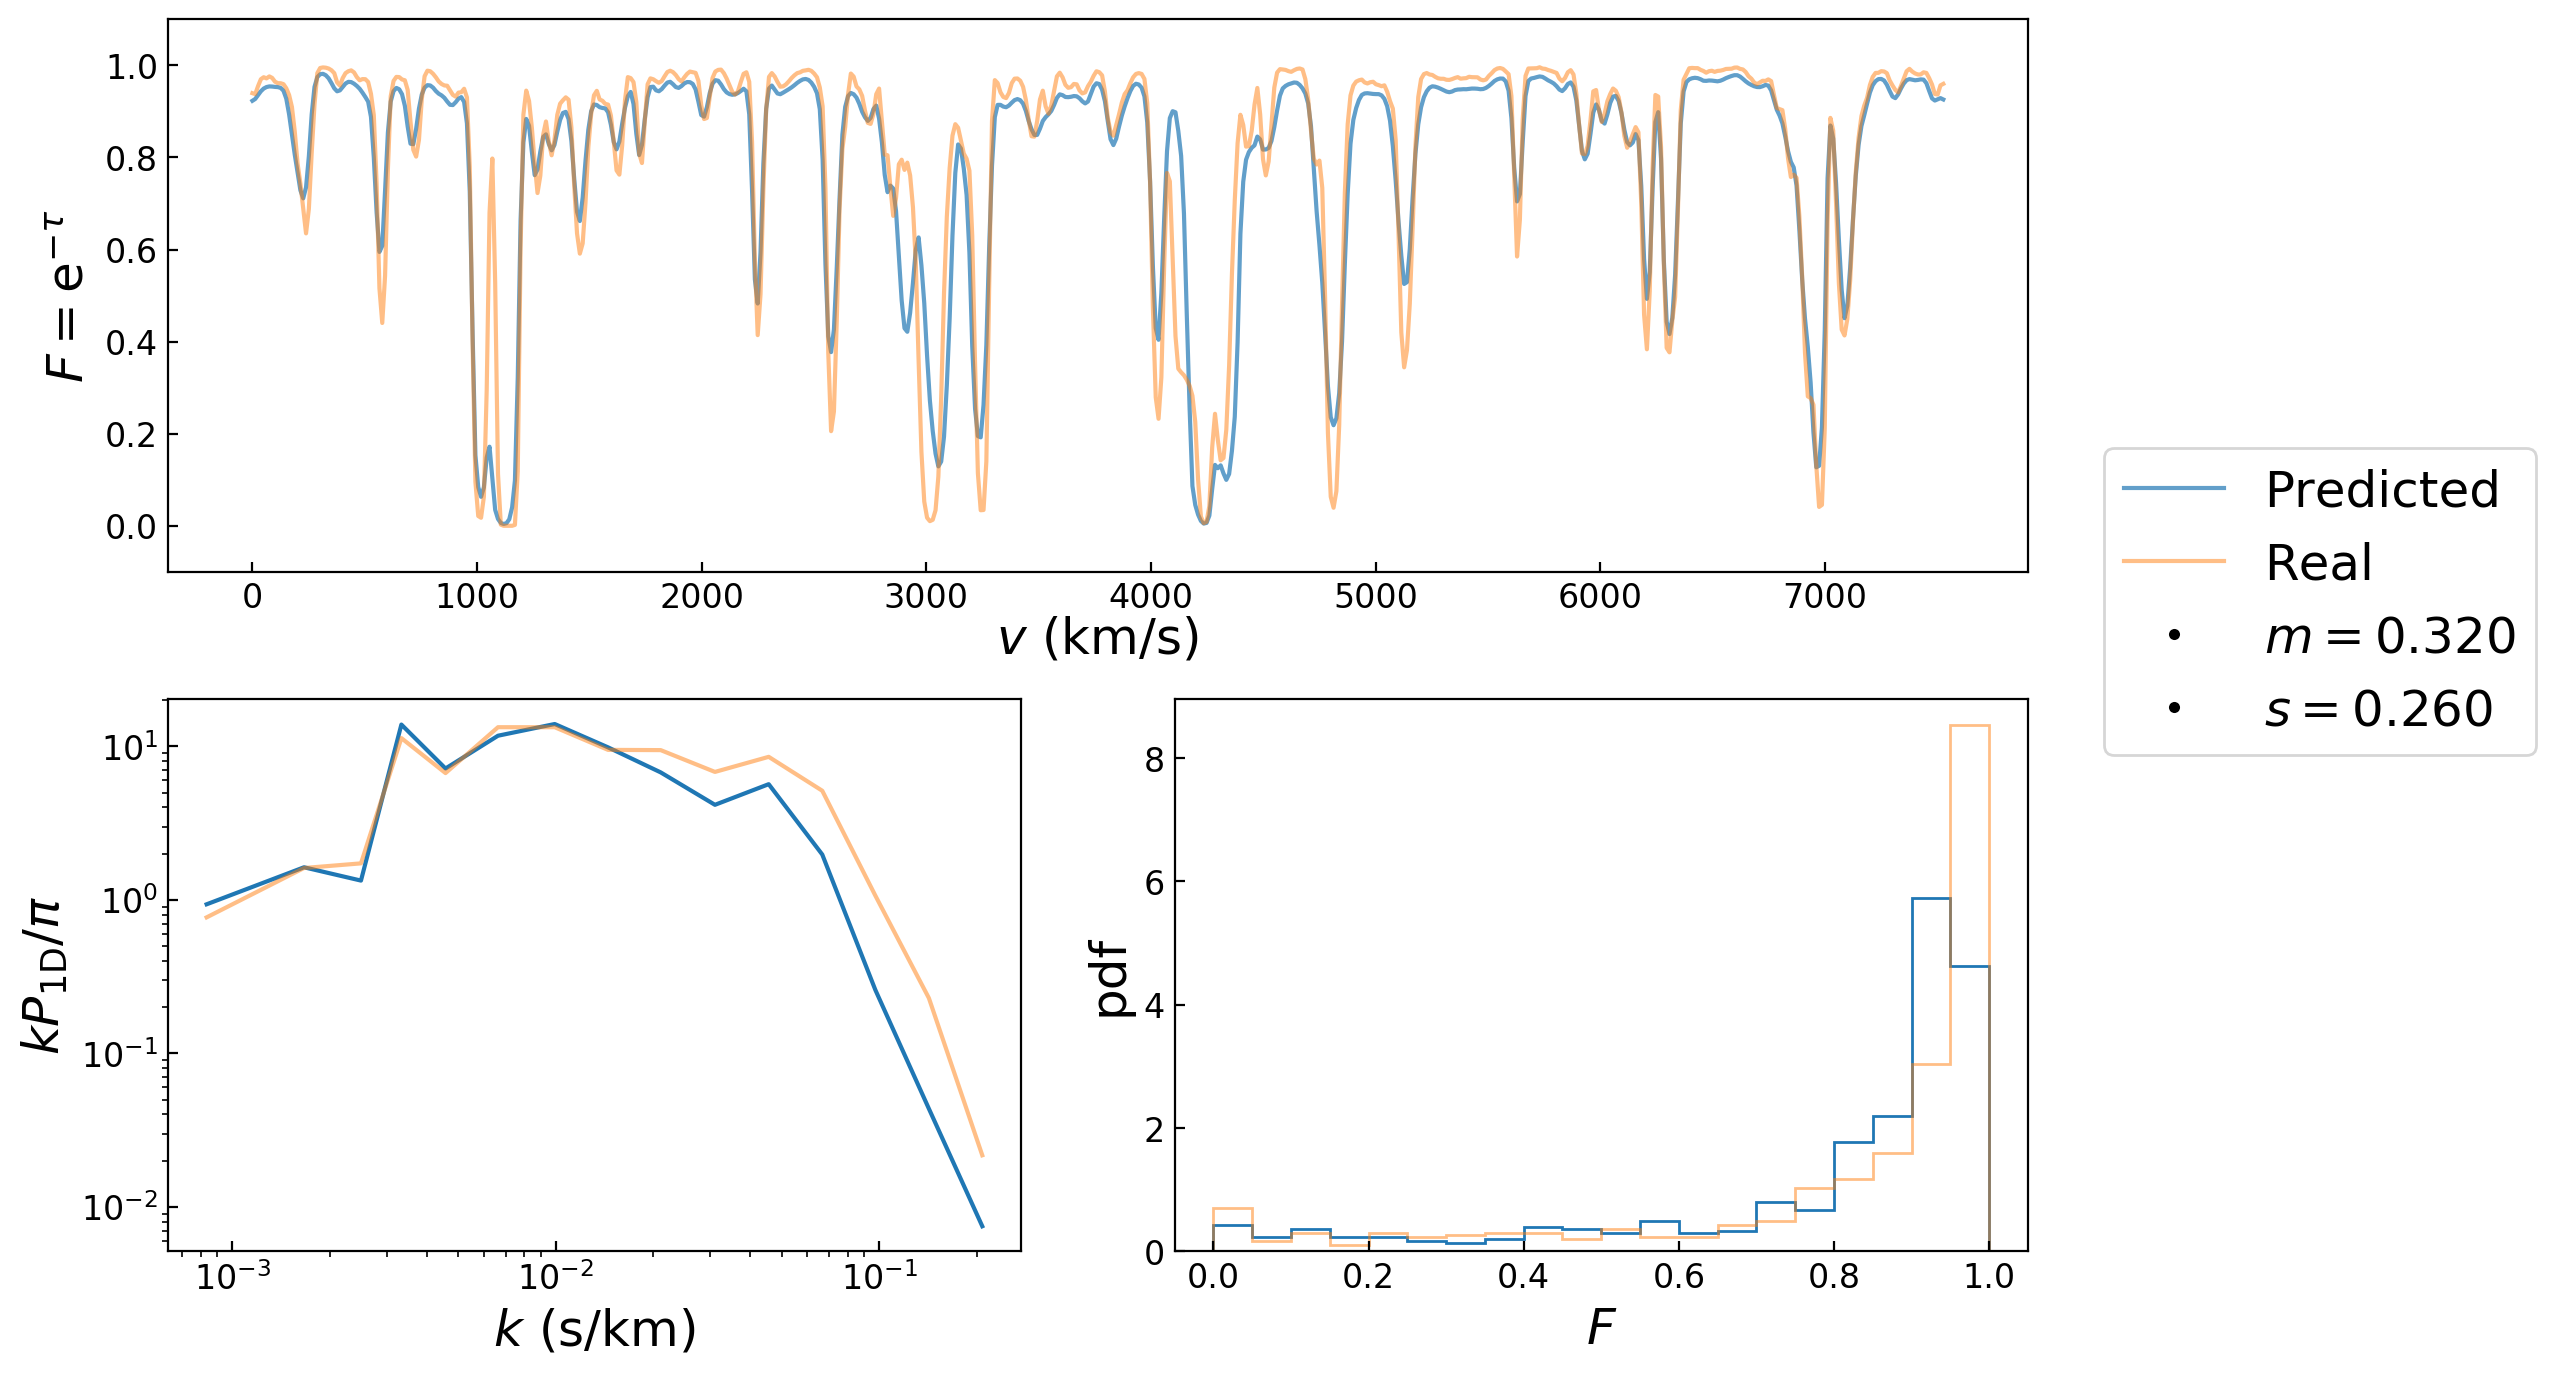 F = e^{-τ}
1.0
0.8
0.6
0.4
0.2
0.0
0 1000 2000 3000 4000 5000 6000 7000
v (km/s)
Predicted
Real
m = 0.320
s = 0.260
kP_{1D}/π
10^1
10^0
10^{-1}
10^{-2}
10^{-3} 10^{-2} 10^{-1}
k (s/km)
pdf
8
6
4
2
0
0.0 0.2 0.4 0.6 0.8 1.0
F